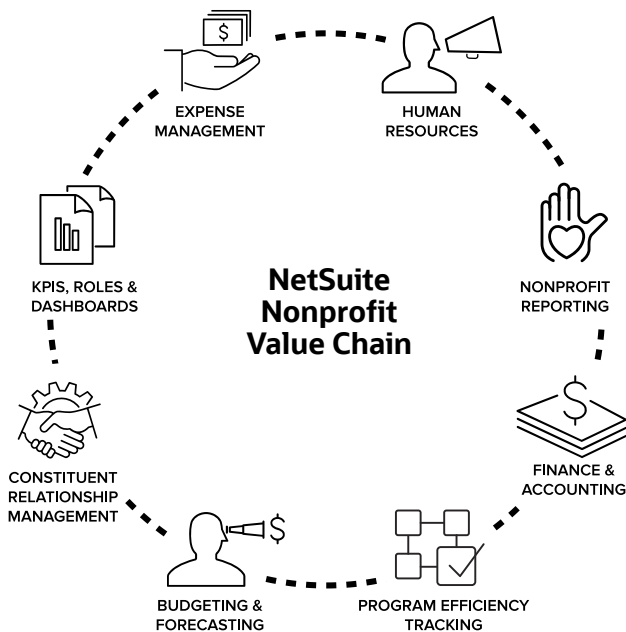 EXPENSE
MANAGEMENT
HUMAN
RESOURCES
KPIS, ROLES &
DASHBOARDS
NetSuite
Nonprofit
Value Chain
NONPROFIT
REPORTING
CONSTITUENT
RELATIONSHIP
MANAGEMENT
FINANCE &
ACCOUNTING
BUDGETING &
FORECASTING
PROGRAM EFFICIENCY
TRACKING